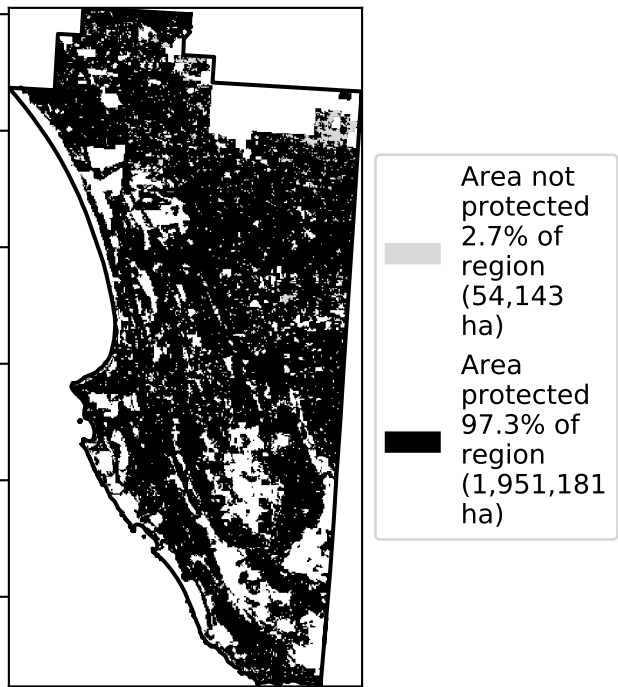 Area not
protected
2.7% of
region
(54,143
ha)
Area
protected
97.3% of
region
(1,951,181
ha)